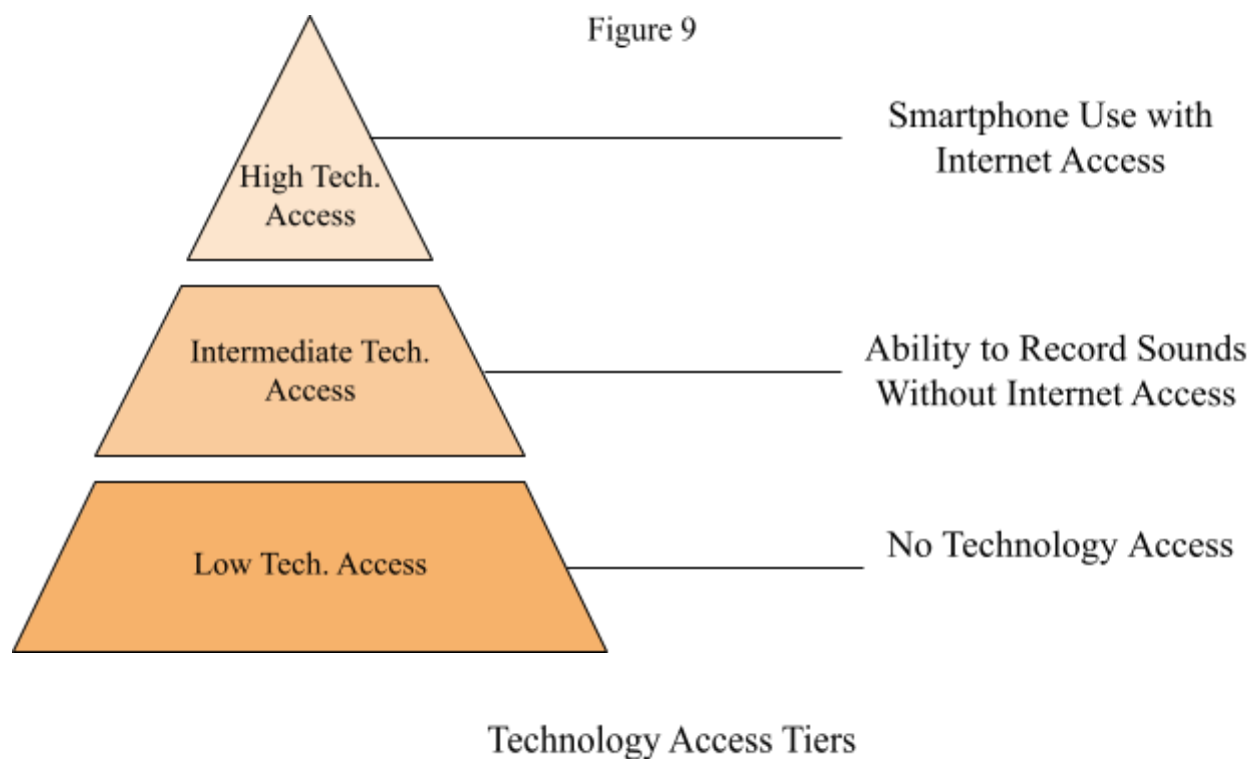 Figure 9
Smartphone Use with
Internet Access
High Tech.
Access
Ability to Record Sounds
Without Internet Access
Intermediate Tech.
Access
No Technology Access
Low Tech. Access
Technology Access Tiers